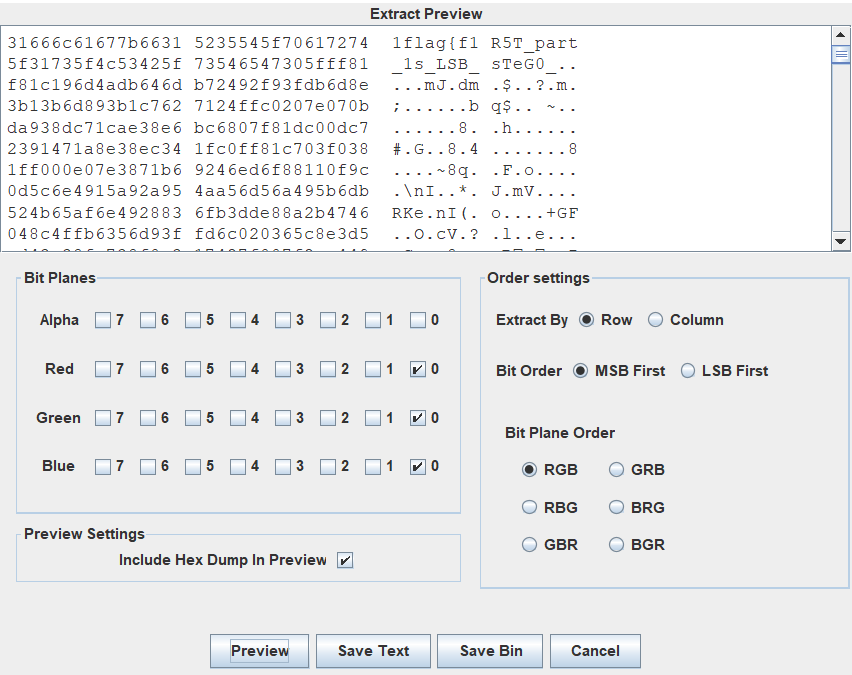 Extract Preview
31666c61677b6631 5235545f70617274 1flag{f1 R5T_part
5f31735f4c53425f 73546547305fff81 _1s_LSB_ sTeG0_..
f81c196d4adb646d b72492f93fdb6d8e ...mJ.dm .$..?.m.
3b13b6d893b1c762 7124ffc0207e070b ;......b q$.. ~..
da938dc71cae38e6 bc6807f81dc00dc7 ......8. .h......
2391471a8e38ec34 1fc0ff81c703f038 #.G..8.4 .......8
1ff000e07e3871b6 9246ed6f88110f9c ....~8q. .F.o....
0d5c6e4915a92a95 4aa56d56a495b6db .\nI..*. J.mV....
524b65af6e492883 6fb3dde88a2b4746 RKe.nI(. o....+GF
048c4ffb6356d93f fd6c020365c8e3d5 ..O.cV.? .l..e...
Bit Planes
Alpha 7 6 5 4 3 2 1 0
Red 7 6 5 4 3 2 1 0
Green 7 6 5 4 3 2 1 0
Blue 7 6 5 4 3 2 1 0
Preview Settings
Include Hex Dump In Preview
Order settings
Extract By Row Column
Bit Order MSB First LSB First
Bit Plane Order
RGB GRB
RBG BRG
GBR BGR
Preview Save Text Save Bin Cancel